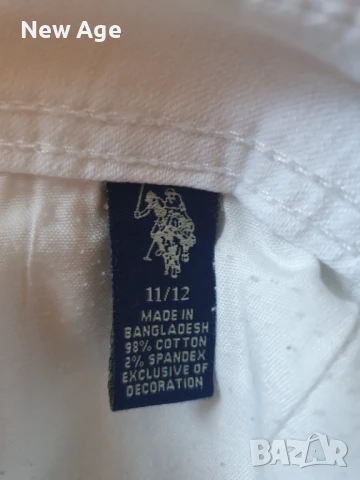 New Age
11/12
MADE IN
BANGLADESH
98% COTTON
2% SPANDEX
EXCLUSIVE OF
DECORATION
BAZAR